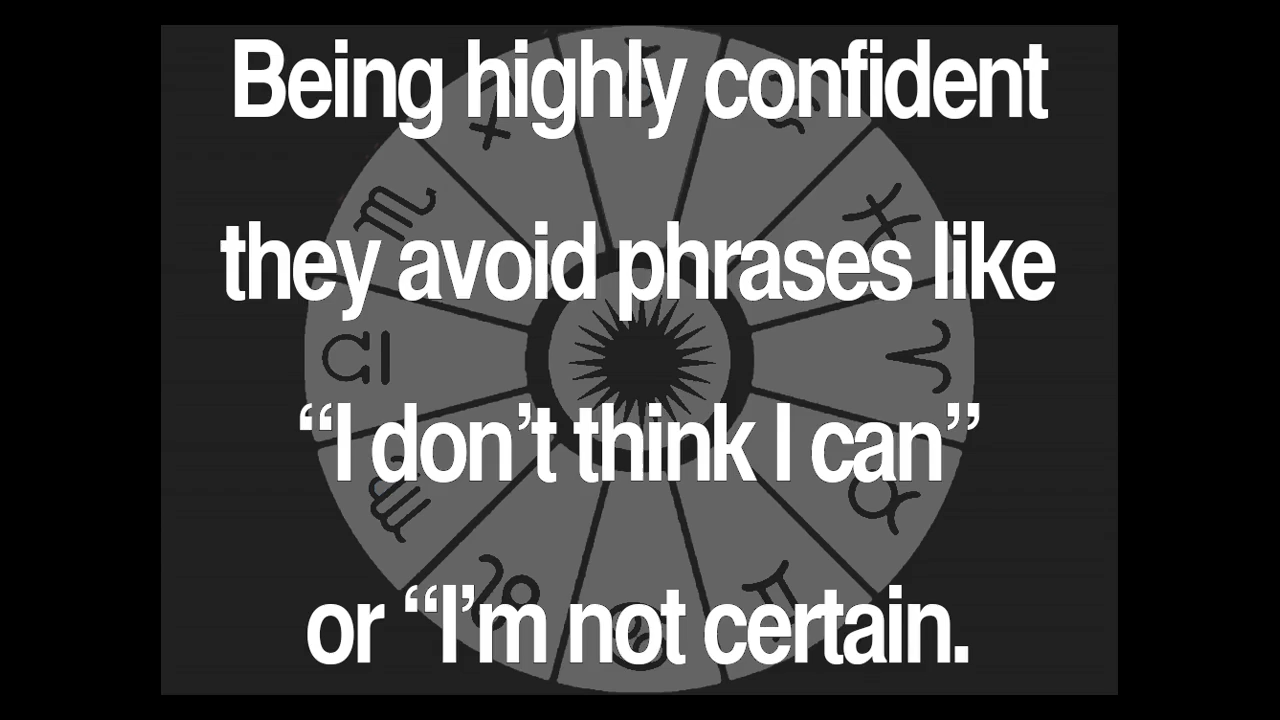 Being highly confident
they avoid phrases like
“I don’t think I can”
or “I’m not certain.